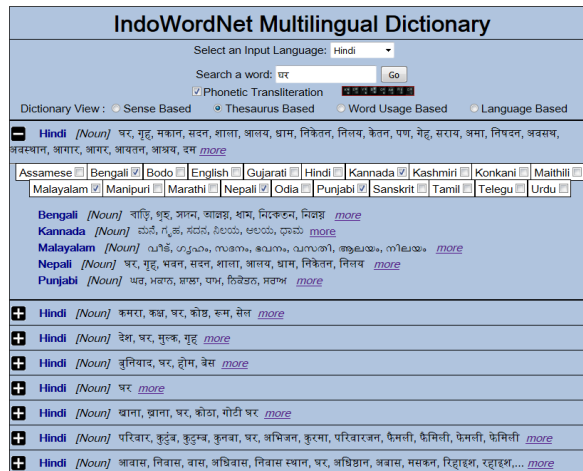 IndoWordNet Multilingual Dictionary
Select an Input Language: Hindi
Search a word: घर Go
Phonetic Transliteration
Dictionary View : Sense Based Thesaurus Based Word Usage Based Language Based
Hindi [Noun] घर, गृह, मकान, सदन, शाला, आलय, धाम, निकेतन, निलय, केतन, पण, गेह, सराय, अमा, निषदन, अवसथ,
अवस्थान, आगार, आगर, आयतन, आश्रय, दम more
Assamese Bengali Bodo English Gujarati Hindi Kannada Kashmiri Konkani Maithili
Malayalam Manipuri Marathi Nepali Odia Punjabi Sanskrit Tamil Telegu Urdu
Bengali [Noun] বাড়ি, গৃহ, সদন, আলয়, ধাম, নিকেতন, নিলয় more
Kannada [Noun] ಮನೆ, ಗೃಹ, ಸದನ, ನಿಲಯ, ಆಲಯ, ಧಾಮ more
Malayalam [Noun] വീട്, ഗൃഹം, സദനം, ഭവനം, വസതി, ആലയം, നിലയം more
Nepali [Noun] घर, गृह, भवन, सदन, शाला, आलय, धाम, निकेतन, निलय more
Punjabi [Noun] ਘਰ, ਮਕਾਨ, ਸ਼ਾਲਾ, ਧਾਮ, ਨਿਕੇਤਨ, ਸਰਾਅ more
Hindi [Noun] कमरा, कक्ष, घर, कोष्ठ, रूम, सेल more
Hindi [Noun] देश, घर, मुल्क, गृह more
Hindi [Noun] बुनियाद, घर, होम, बेस more
Hindi [Noun] घर more
Hindi [Noun] खाना, ख़ाना, घर, कोठा, गोटी घर more
Hindi [Noun] परिवार, कुटुंब, कुटुम्ब, कुनबा, घर, अभिजन, कुरमा, परिवारजन, फैमली, फ़ैमिली, फेमली, फेमिली more
Hindi [Noun] आवास, निवास, वास, अधिवास, निवास स्थान, घर, अधिष्ठान, अवास, मसकन, रिहाइश, रहाइश,... more